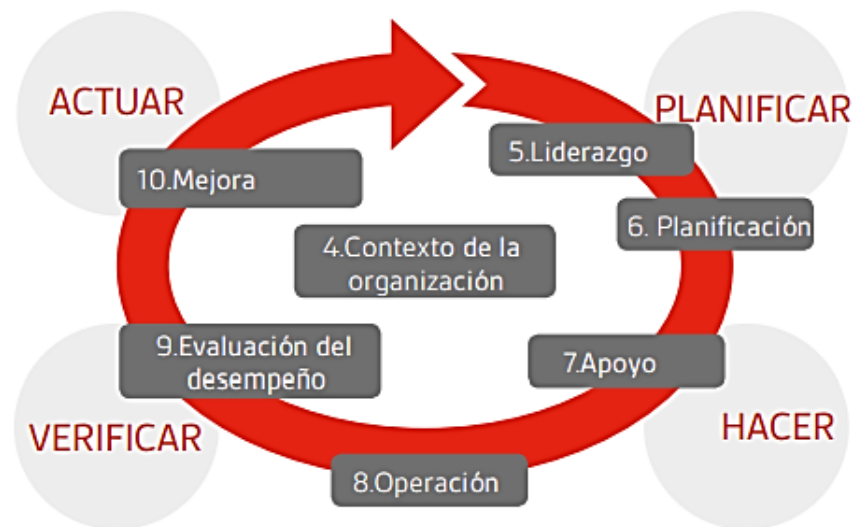 ACTUAR
PLANIFICAR
5.Liderazgo
10.Mejora
6. Planificación
4.Contexto de la
organización
9.Evaluación del
desempeño
7.Apoyo
VERIFICAR
HACER
8.Operación